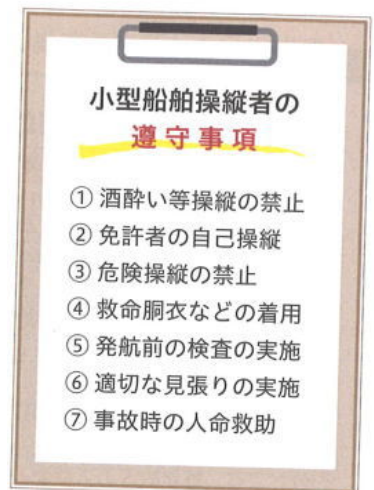 小型船舶操縦者の
遵守事項
① 酒酔い等操縦の禁止
② 免許者の自己操縦
③ 危険操縦の禁止
④ 救命胴衣などの着用
⑤ 発航前の検査の実施
⑥ 適切な見張りの実施
⑦ 事故時の人命救助